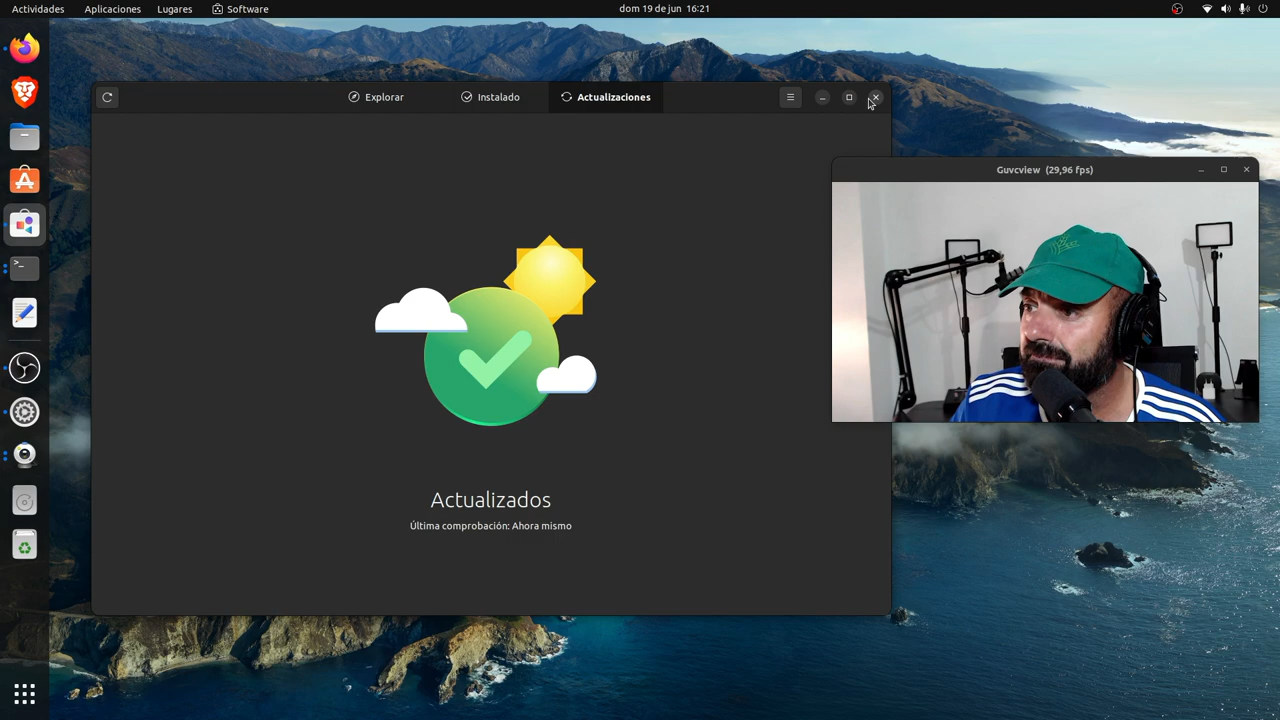 Actividades
Aplicaciones
Lugares
Software
dom 19 de jun 16:21
Explorar
Instalado
Actualizaciones
Guvcview (29,96 fps)
Actualizados
Última comprobación: Ahora mismo